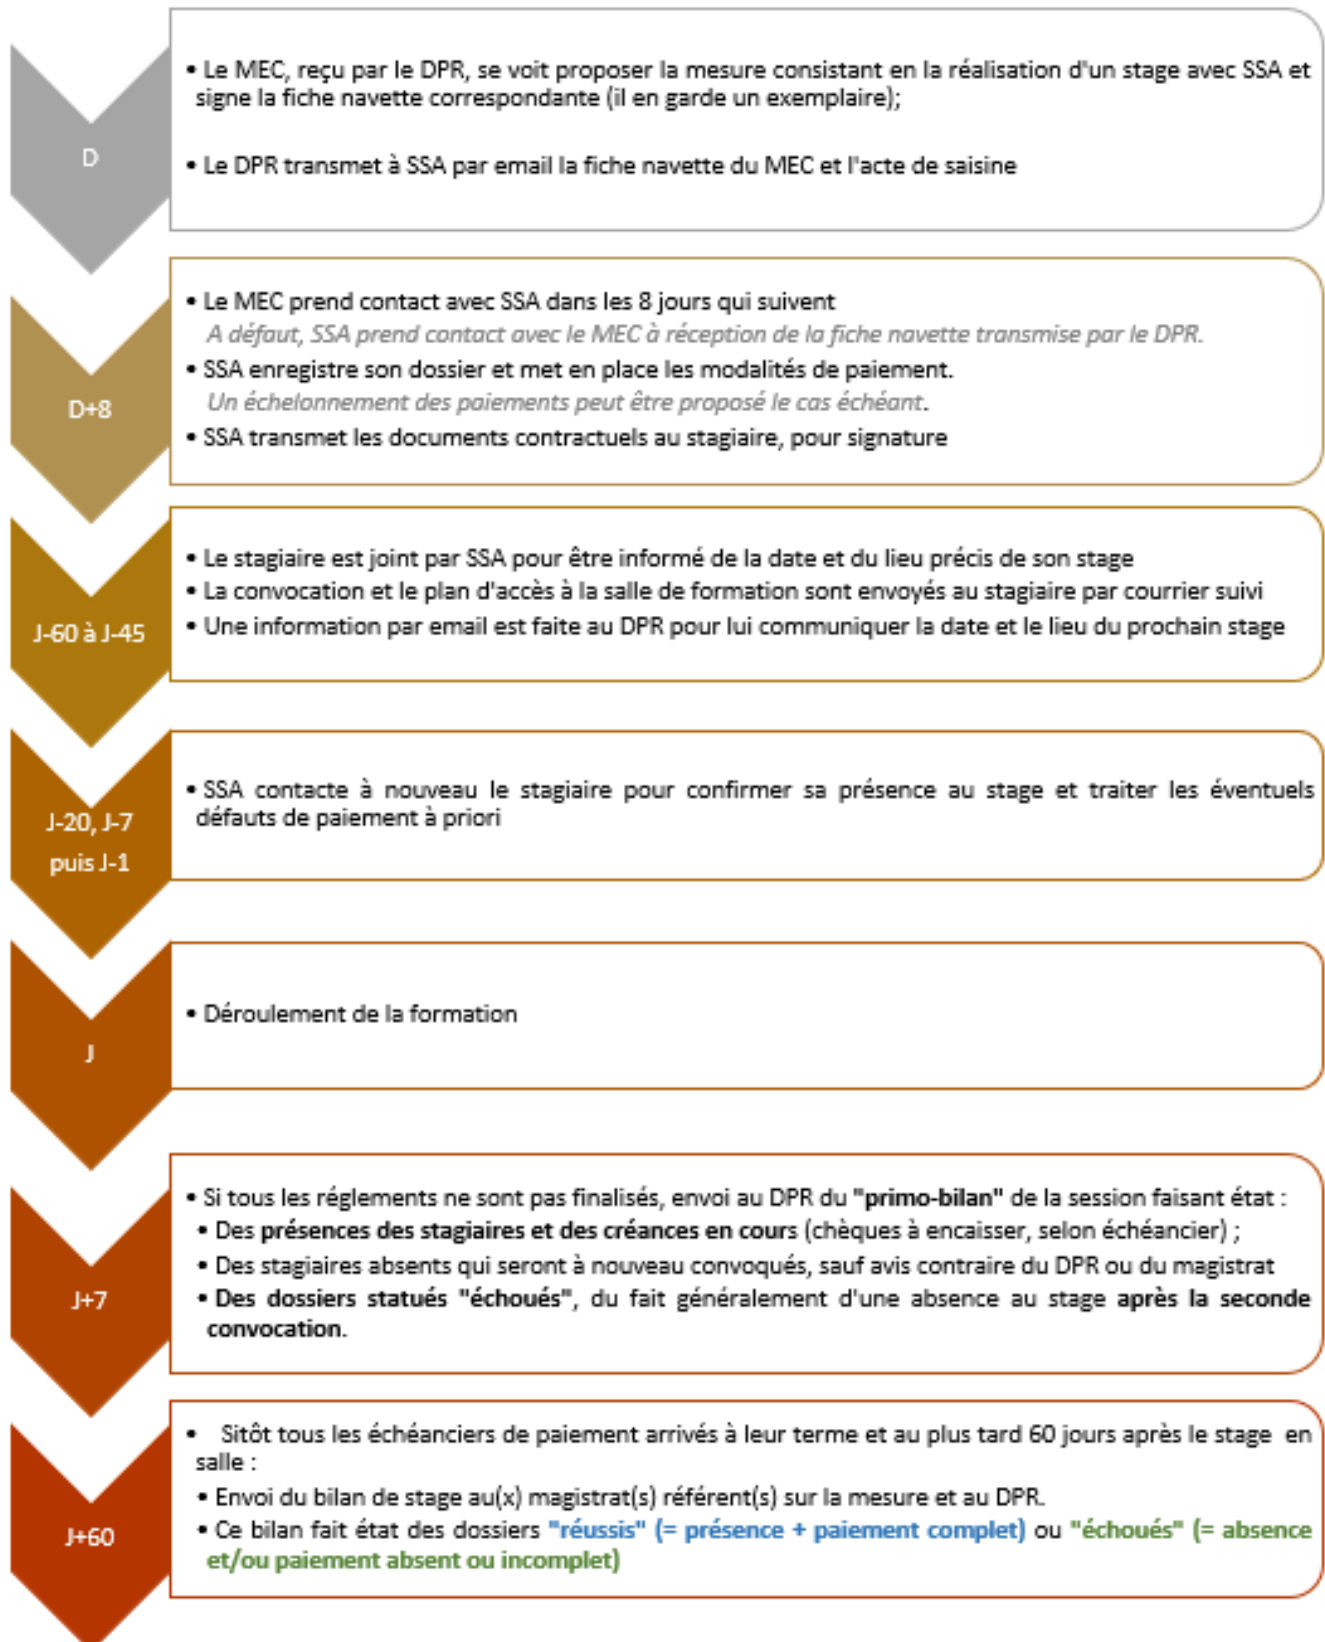 • Le MEC, reçu par le DPR, se voit proposer la mesure consistant en la réalisation d'un stage avec SSA et
signe la fiche navette correspondante (il en garde un exemplaire);
D
• Le DPR transmet à SSA par email la fiche navette du MEC et l'acte de saisine
• Le MEC prend contact avec SSA dans les 8 jours qui suivent
A défaut, SSA prend contact avec le MEC à réception de la fiche navette transmise par le DPR.
• SSA enregistre son dossier et met en place les modalités de paiement.
D+8
Un échelonnement des paiements peut être proposé le cas échéant.
• SSA transmet les documents contractuels au stagiaire, pour signature
• Le stagiaire est joint par SSA pour être informé de la date et du lieu précis de son stage
• La convocation et le plan d'accès à la salle de formation sont envoyés au stagiaire par courrier suivi
J-60 à J-45
• Une information par email est faite au DPR pour lui communiquer la date et le lieu du prochain stage
• SSA contacte à nouveau le stagiaire pour confirmer sa présence au stage et traiter les éventuels
défauts de paiement à priori
J-20, J-7
puis J-1
• Déroulement de la formation
J
• Si tous les réglements ne sont pas finalisés, envoi au DPR du "primo-bilan" de la session faisant état :
• Des présences des stagiaires et des créances en cours (chèques à encaisser, selon échéancier) ;
• Des stagiaires absents qui seront à nouveau convoqués, sauf avis contraire du DPR ou du magistrat
J+7
• Des dossiers statués "échoués", du fait généralement d'une absence au stage après la seconde
convocation.
• Sitôt tous les échéanciers de paiement arrivés à leur terme et au plus tard 60 jours après le stage en
salle :
• Envoi du bilan de stage au(x) magistrat(s) référent(s) sur la mesure et au DPR.
J+60
• Ce bilan fait état des dossiers "réussis" (= présence + paiement complet) ou "échoués" (= absence
et/ou paiement absent ou incomplet)